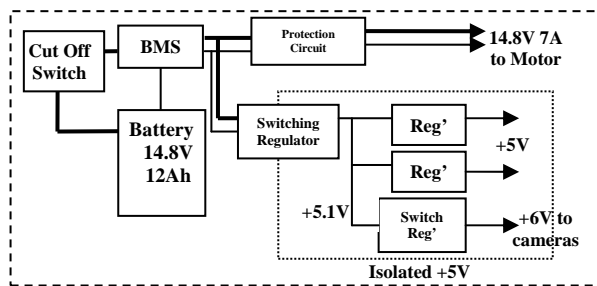 Cut Off
Switch
BMS
Protection
Circuit
14.8V 7A
to Motor
Battery
14.8V
12Ah
Switching
Regulator
Reg’
+5V
Reg’
+5.1V
Switch
Reg’
+6V to
cameras
Isolated +5V